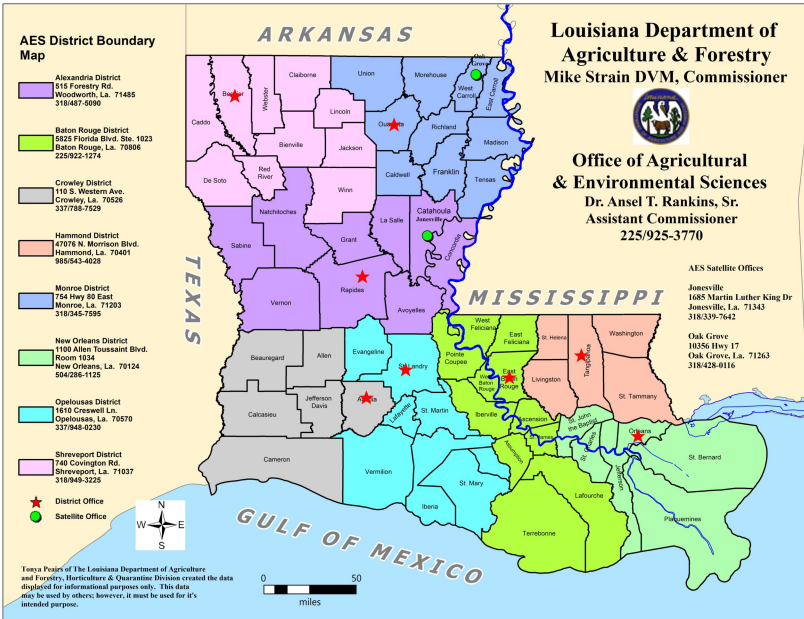 ARKANSAS
Louisiana Department of
Agriculture & Forestry
Mike Strain DVM, Commissioner
Office of Agricultural
& Environmental Sciences
Dr. Ansel T. Rankins, Sr.
Assistant Commissioner
225/925-3770
AES District Boundary
Map
Alexandria District
515 Forestry Rd.
Woodworth, La. 71485
318/487-5090
Baton Rouge District
5825 Florida Blvd. Ste. 1023
Baton Rouge, La. 70806
225/922-1274
Crowley District
110 S. Western Ave.
Crowley, La. 70526
337/788-7529
Hammond District
47076 N. Morrison Blvd.
Hammond, La. 70401
985/543-4028
Monroe District
754 Hwy 80 East
Monroe, La. 71203
318/345-7595
New Orleans District
1100 Allen Toussaint Blvd.
Room 1034
New Orleans, La. 70124
504/286-1125
Opelousas District
1610 Creswell Ln.
Opelousas, La. 70570
337/948-0230
Shreveport District
740 Covington Rd.
Shreveport, La. 71037
318/949-3225
District Office
Satellite Office
N
W E
S
Tonya Peairs of The Louisiana Department of Agriculture
and Forestry, Horticulture & Quarantine Division created the data
displayed for informational purposes only. This data
may be used by others; however, it must be used for it's
intended purpose.
0 50
miles
TEXAS
MISSISSIPPI
GULF OF MEXICO
AES Satellite Offices
Jonesville
1685 Martin Luther King Dr
Jonesville, La. 71343
318/339-7642
Oak Grove
10356 Hwy 17
Oak Grove, La. 71263
318/428-0116
Caddo
Webster
Claiborne
Lincoln
Union
Morehouse
Oak
Grove
West
Carroll
East Carroll
Bienville
Jackson
Richland
Madison
De Soto
Red
River
Winn
Caldwell
Franklin
Tensas
Natchitoches
Sabine
Grant
La Salle
Catahoula
Jonesville
Concordia
Vernon
Rapides
Avoyelles
Beauregard
Allen
Evangeline
St. Landry
Pointe
Coupee
West
Feliciana
East
Feliciana
St. Helena
Tangipahoa
Washington
West
Baton
Rouge
East
Rouge
Livingston
St. Tammany
Calcasieu
Jefferson
Davis
Lafayette
St. Martin
Iberville
Ascension
St. John
the Baptist
Orleans
St. Bernard
Cameron
Vermilion
Iberia
St. Mary
Assumption
St. Charles
Jefferson
Lafourche
Terrebonne
Plaquemines